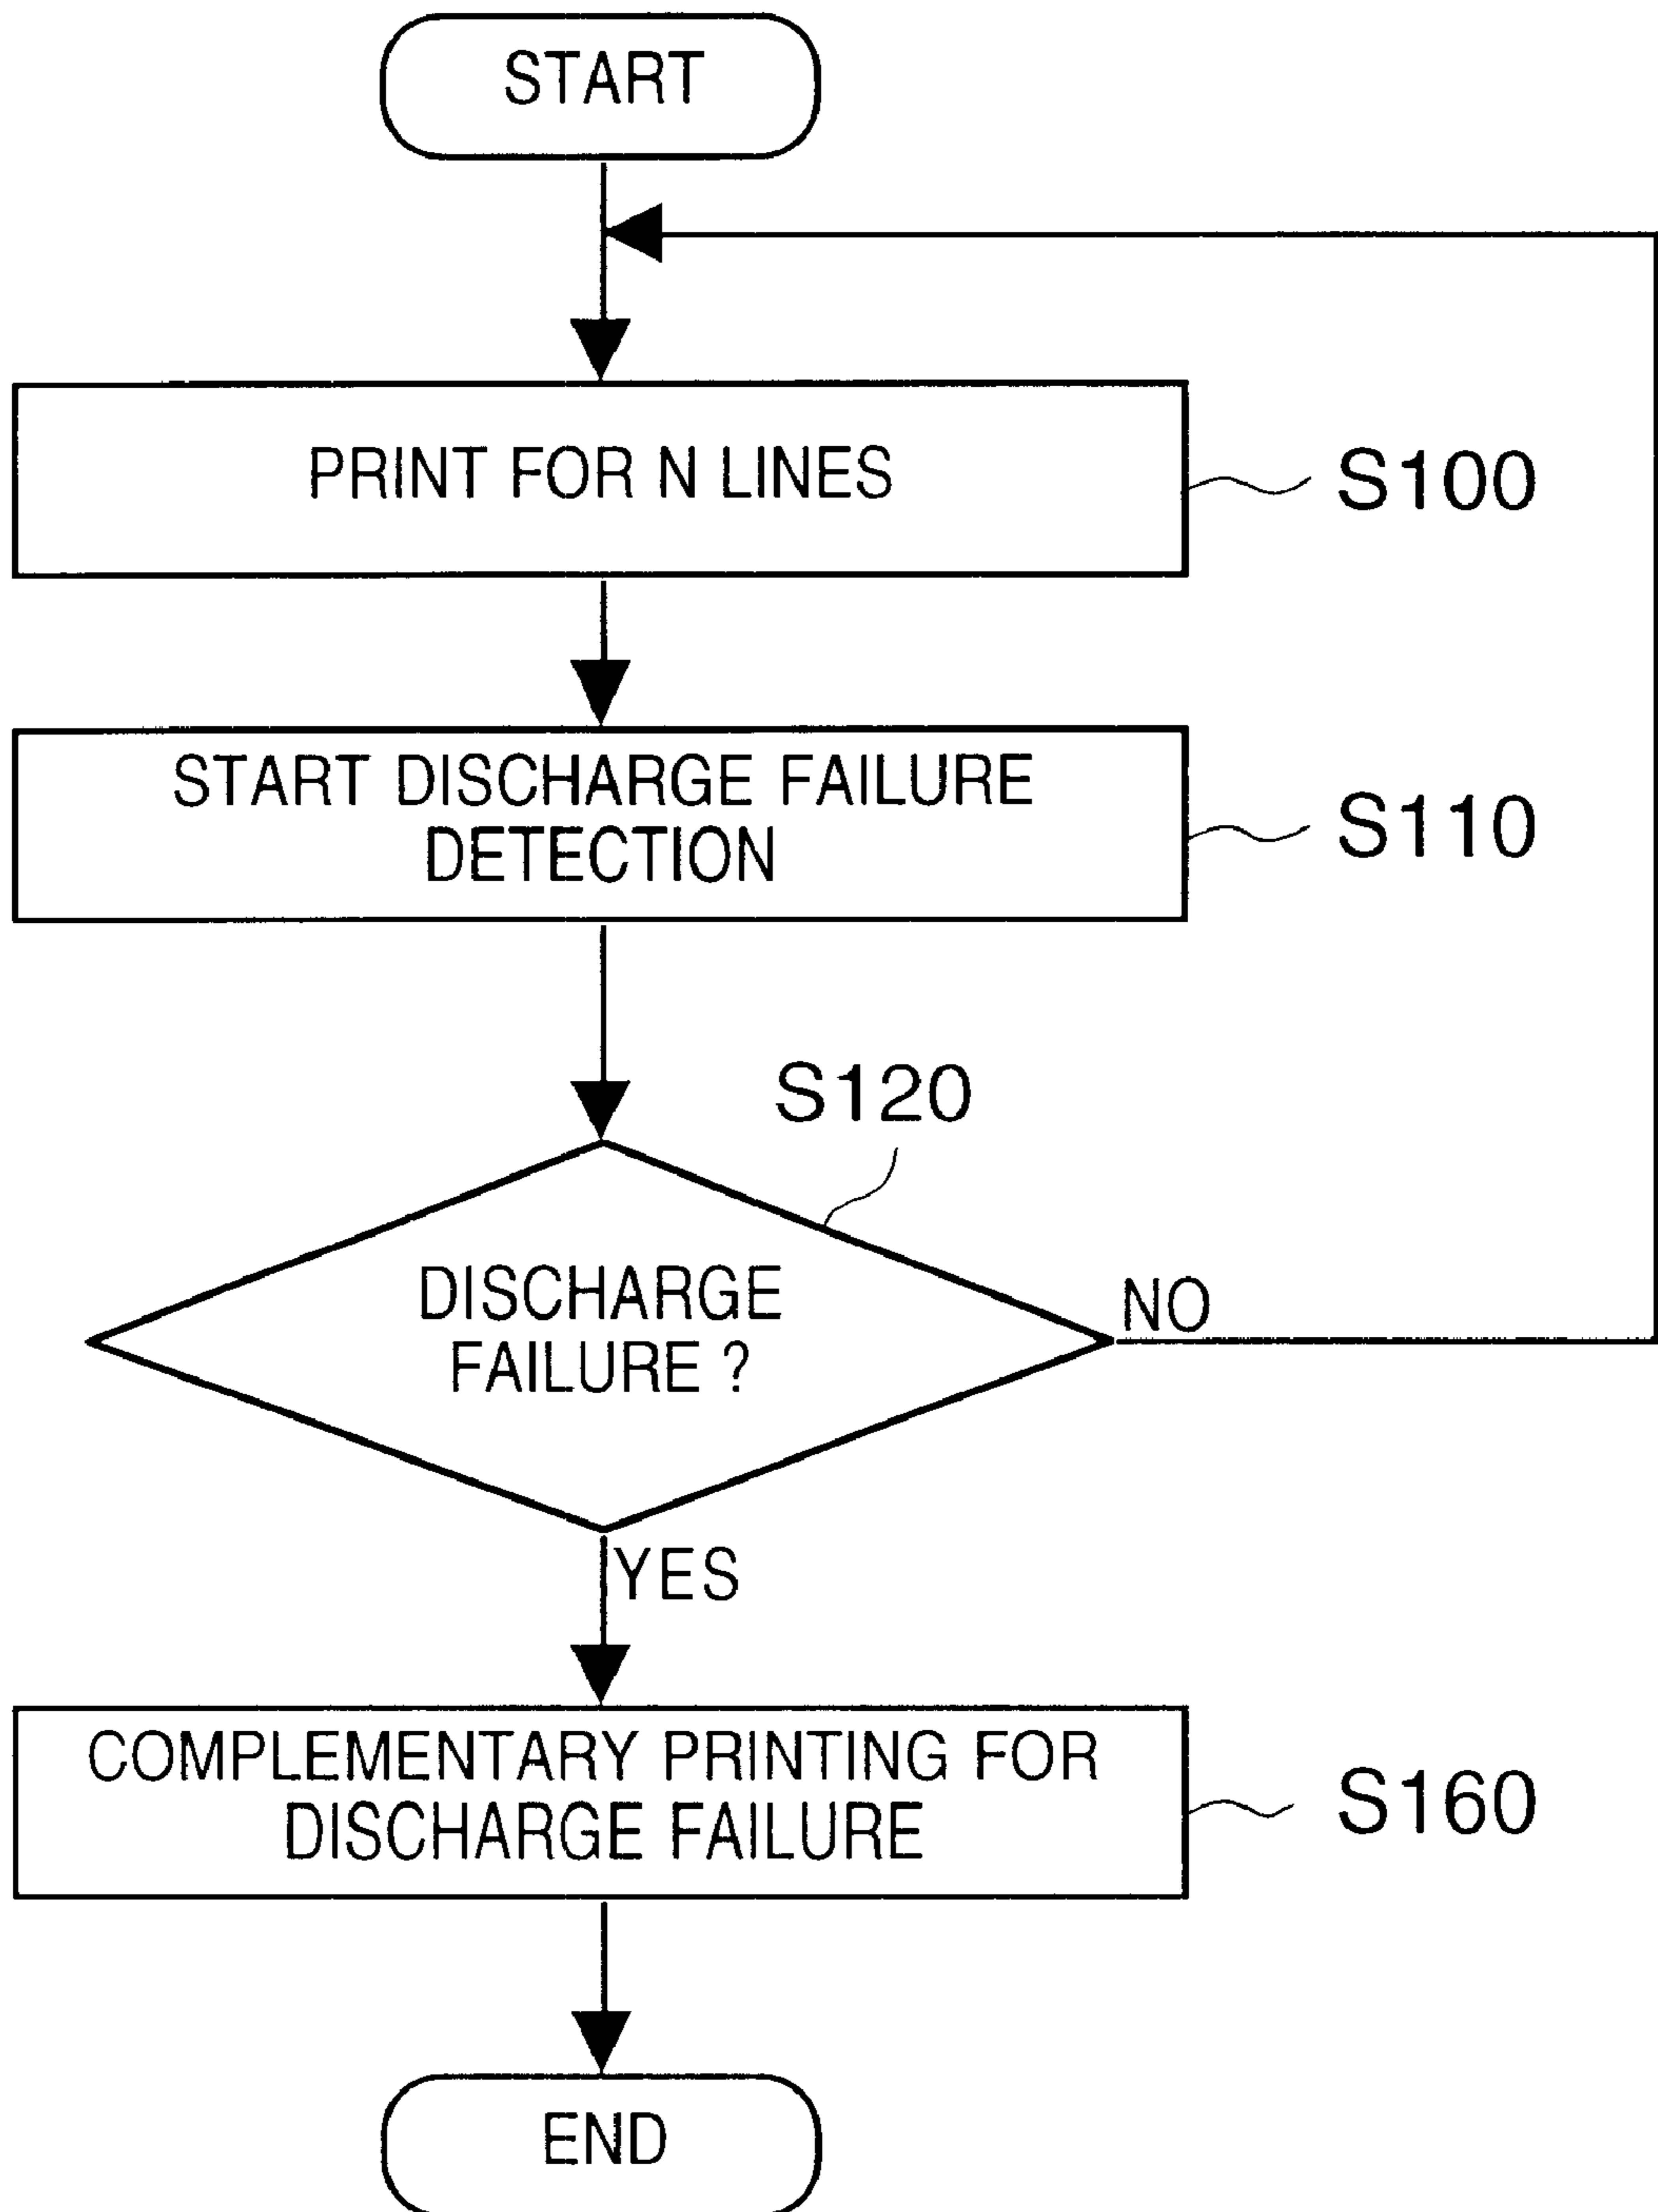 START
PRINT FOR N LINES
S100
START DISCHARGE FAILURE
DETECTION
S110
S120
DISCHARGE
FAILURE ?
NO
YES
COMPLEMENTARY PRINTING FOR
DISCHARGE FAILURE
S160
END